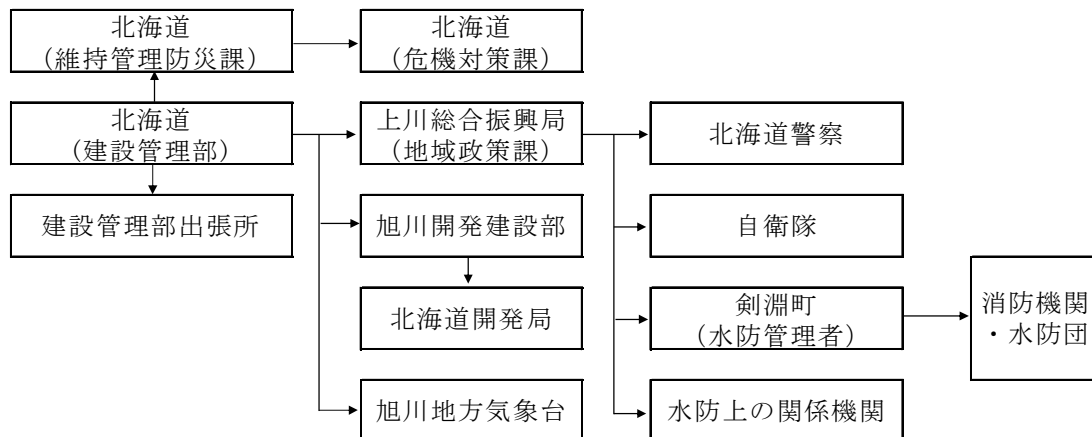 北海道
（維持管理防災課）
北海道
（危機対策課）
北海道
（建設管理部）
上川総合振興局
（地域政策課）
北海道警察
建設管理部出張所
旭川開発建設部
自衛隊
北海道開発局
剣淵町
（水防管理者）
消防機関
・水防団
旭川地方気象台
水防上の関係機関